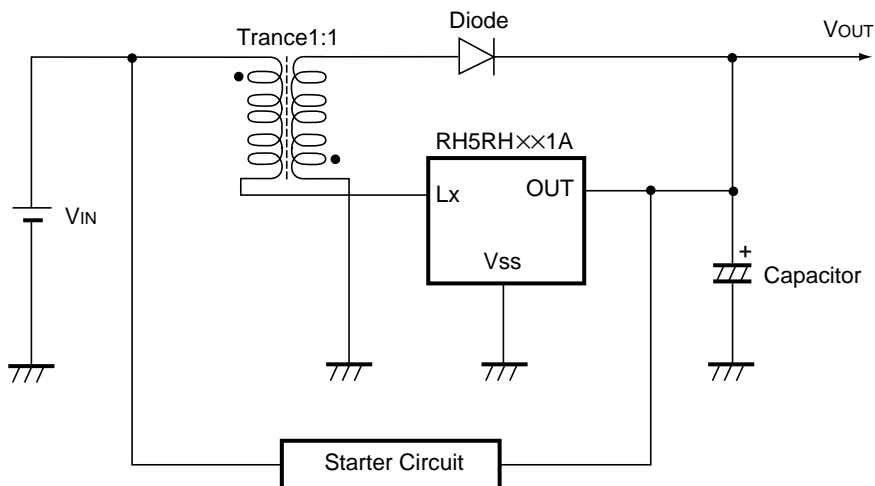 Diode
VOUT
Trance1:1
RH5RH××1A
Lx
OUT
VIN
Vss
+
Capacitor
Starter Circuit